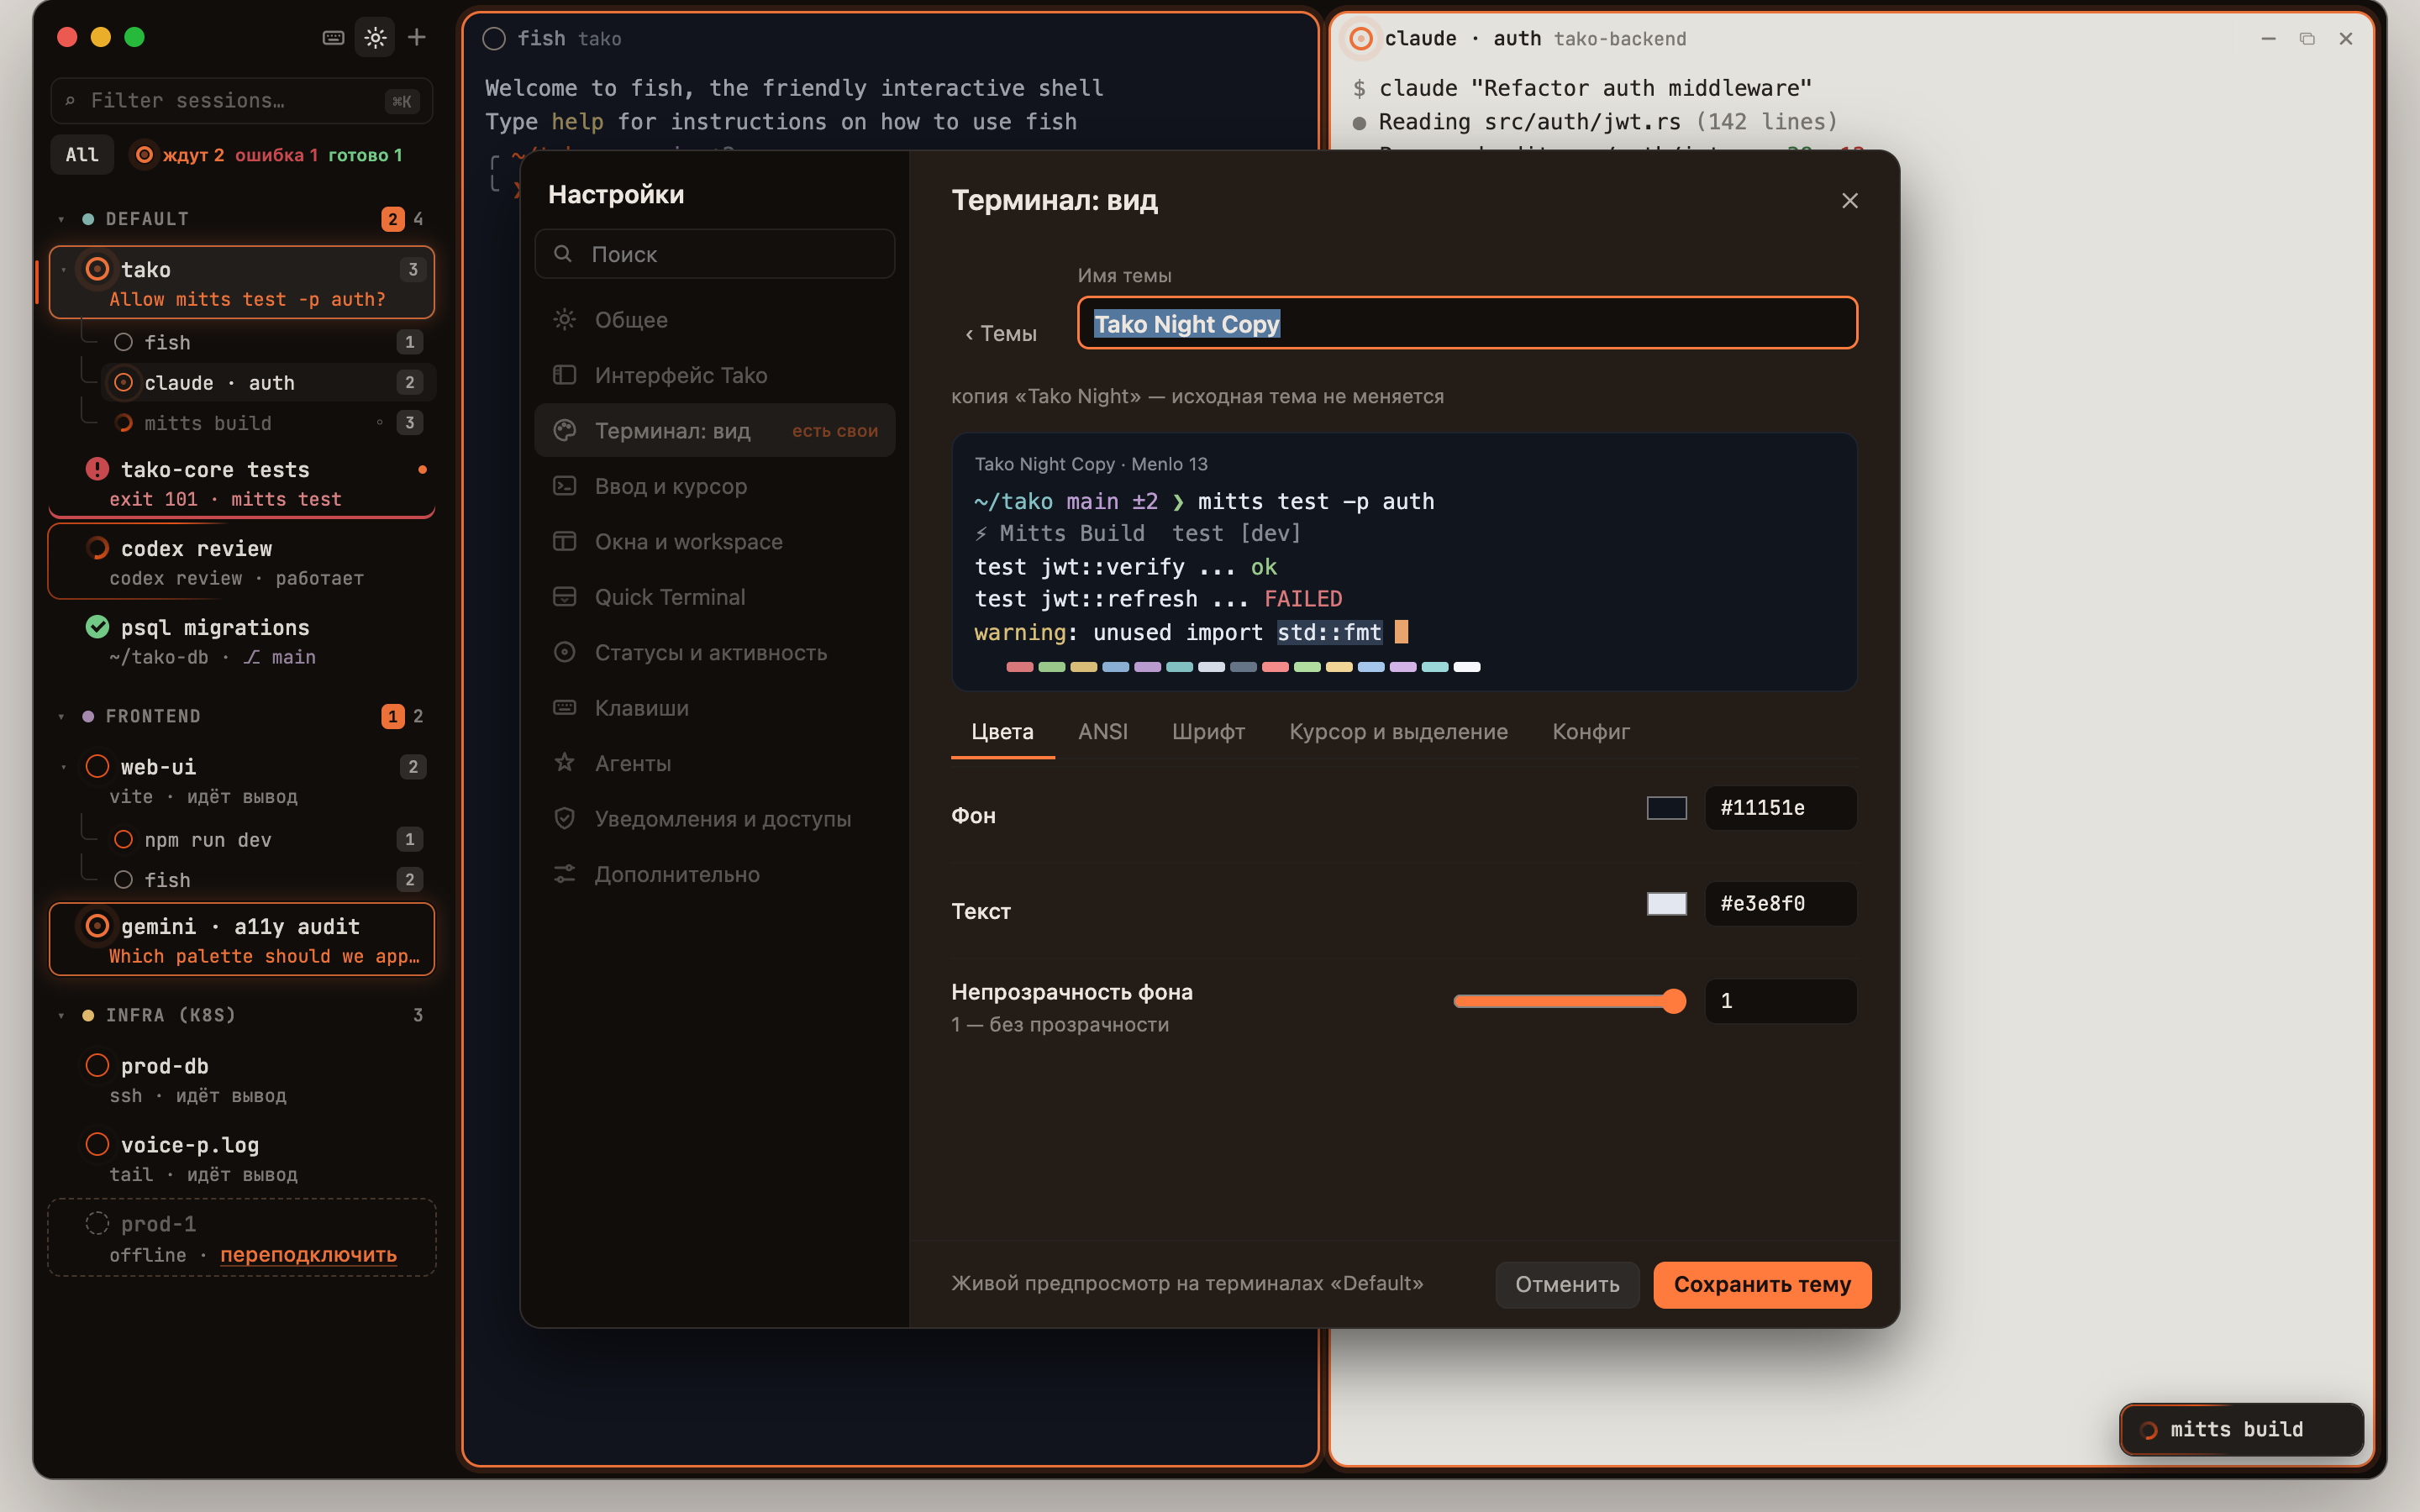 Filter sessions… ⌘K
All ждут 2 ошибка 1 готово 1
DEFAULT 2 4
tako 3
Allow mitts test -p auth?
fish 1
claude · auth 2
mitts build 3
tako-core tests
exit 101 · mitts test
codex review
codex review · работает
psql migrations
~/tako-db · ⎇ main
FRONTEND 1 2
web-ui 2
vite · идёт вывод
npm run dev 1
fish 2
gemini · a11y audit
Which palette should we app…
INFRA (K8S) 3
prod-db
ssh · идёт вывод
voice-p.log
tail · идёт вывод
prod-1
offline · переподключить
fish tako
Welcome to fish, the friendly interactive shell
Type help for instructions on how to use fish
claude · auth tako-backend
$ claude "Refactor auth middleware"
● Reading src/auth/jwt.rs (142 lines)
Настройки
Поиск
Общее
Интерфейс Tako
Терминал: вид есть свои
Ввод и курсор
Окна и workspace
Quick Terminal
Статусы и активность
Клавиши
Агенты
Уведомления и доступы
Дополнительно
Терминал: вид
Имя темы
‹ Темы
Tako Night Copy
копия «Tako Night» — исходная тема не меняется
Tako Night Copy · Menlo 13
~/tako main ±2 ❯ mitts test -p auth
⚡ Mitts Build test [dev]
test jwt::verify ... ok
test jwt::refresh ... FAILED
warning: unused import std::fmt
Цвета ANSI Шрифт Курсор и выделение Конфиг
Фон #11151e
Текст #e3e8f0
Непрозрачность фона 1
1 — без прозрачности
Живой предпросмотр на терминалах «Default» Отменить Сохранить тему
mitts build